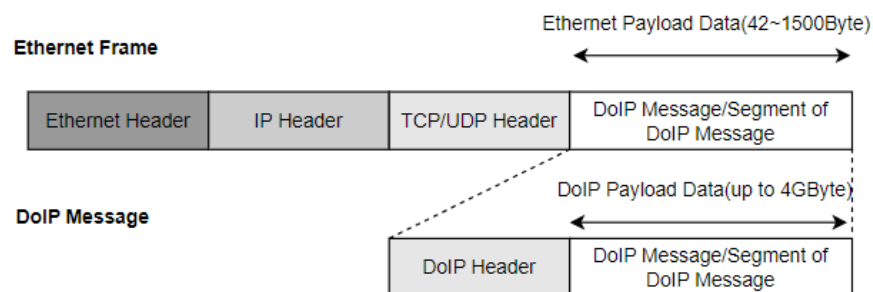 Ethernet Payload Data(42~1500Byte)
Ethernet Frame
Ethernet Header
IP Header
TCP/UDP Header
DoIP Message/Segment of
DoIP Message
DoIP Payload Data(up to 4GByte)
DoIP Message
DoIP Header
DoIP Message/Segment of
DoIP Message